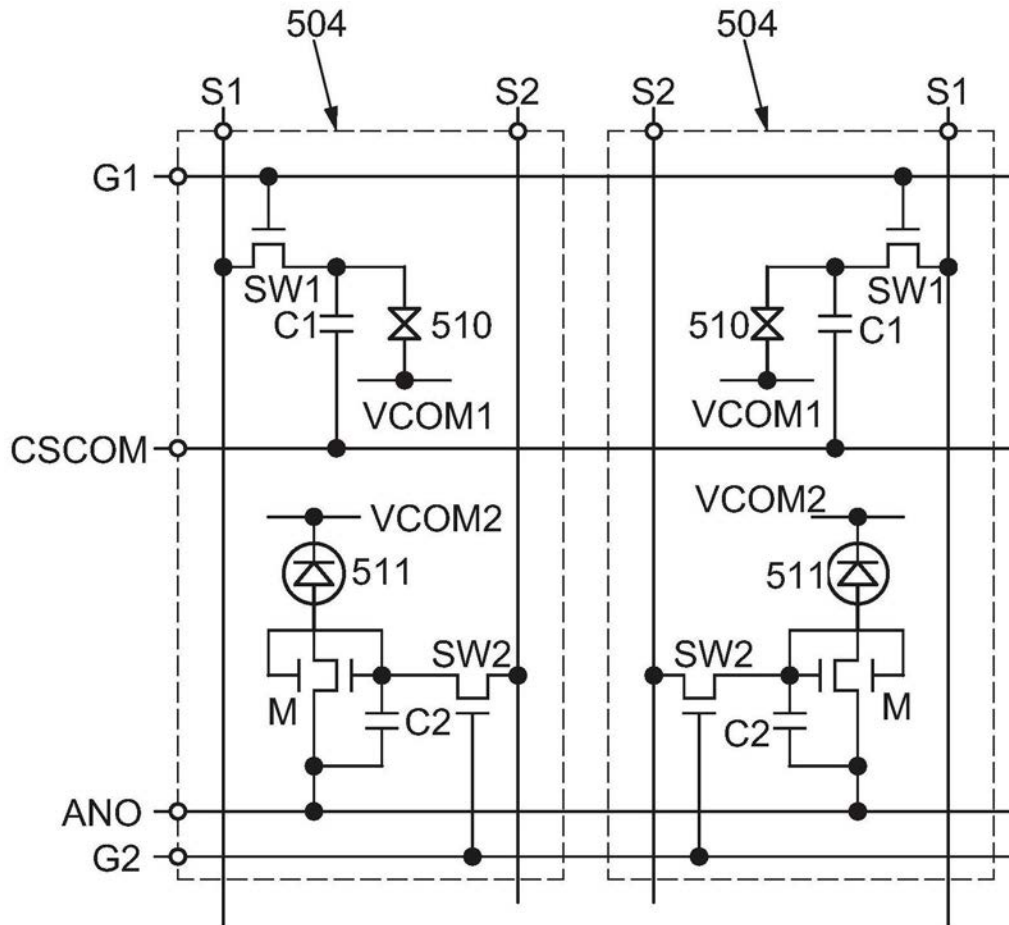 504 504
S1 S2 S2 S1
G1
SW1 SW1
C1 510 510 C1
VCOM1 VCOM1
CSCOM
VCOM2 VCOM2
511 511
SW2 SW2
M C2 C2 M
ANO
G2